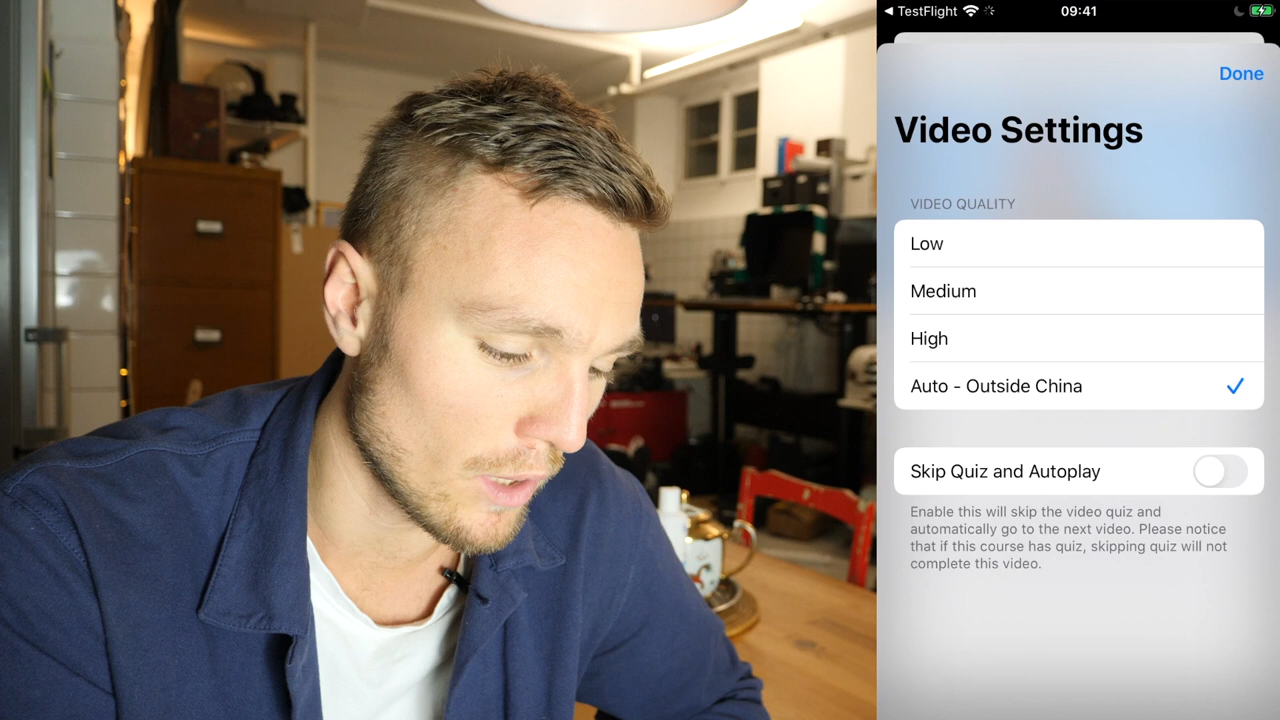 TestFlight
09:41
Done
Video Settings
VIDEO QUALITY
Low
Medium
High
Auto - Outside China
Skip Quiz and Autoplay
Enable this will skip the video quiz and
automatically go to the next video. Please notice
that if this course has quiz, skipping quiz will not
complete this video.